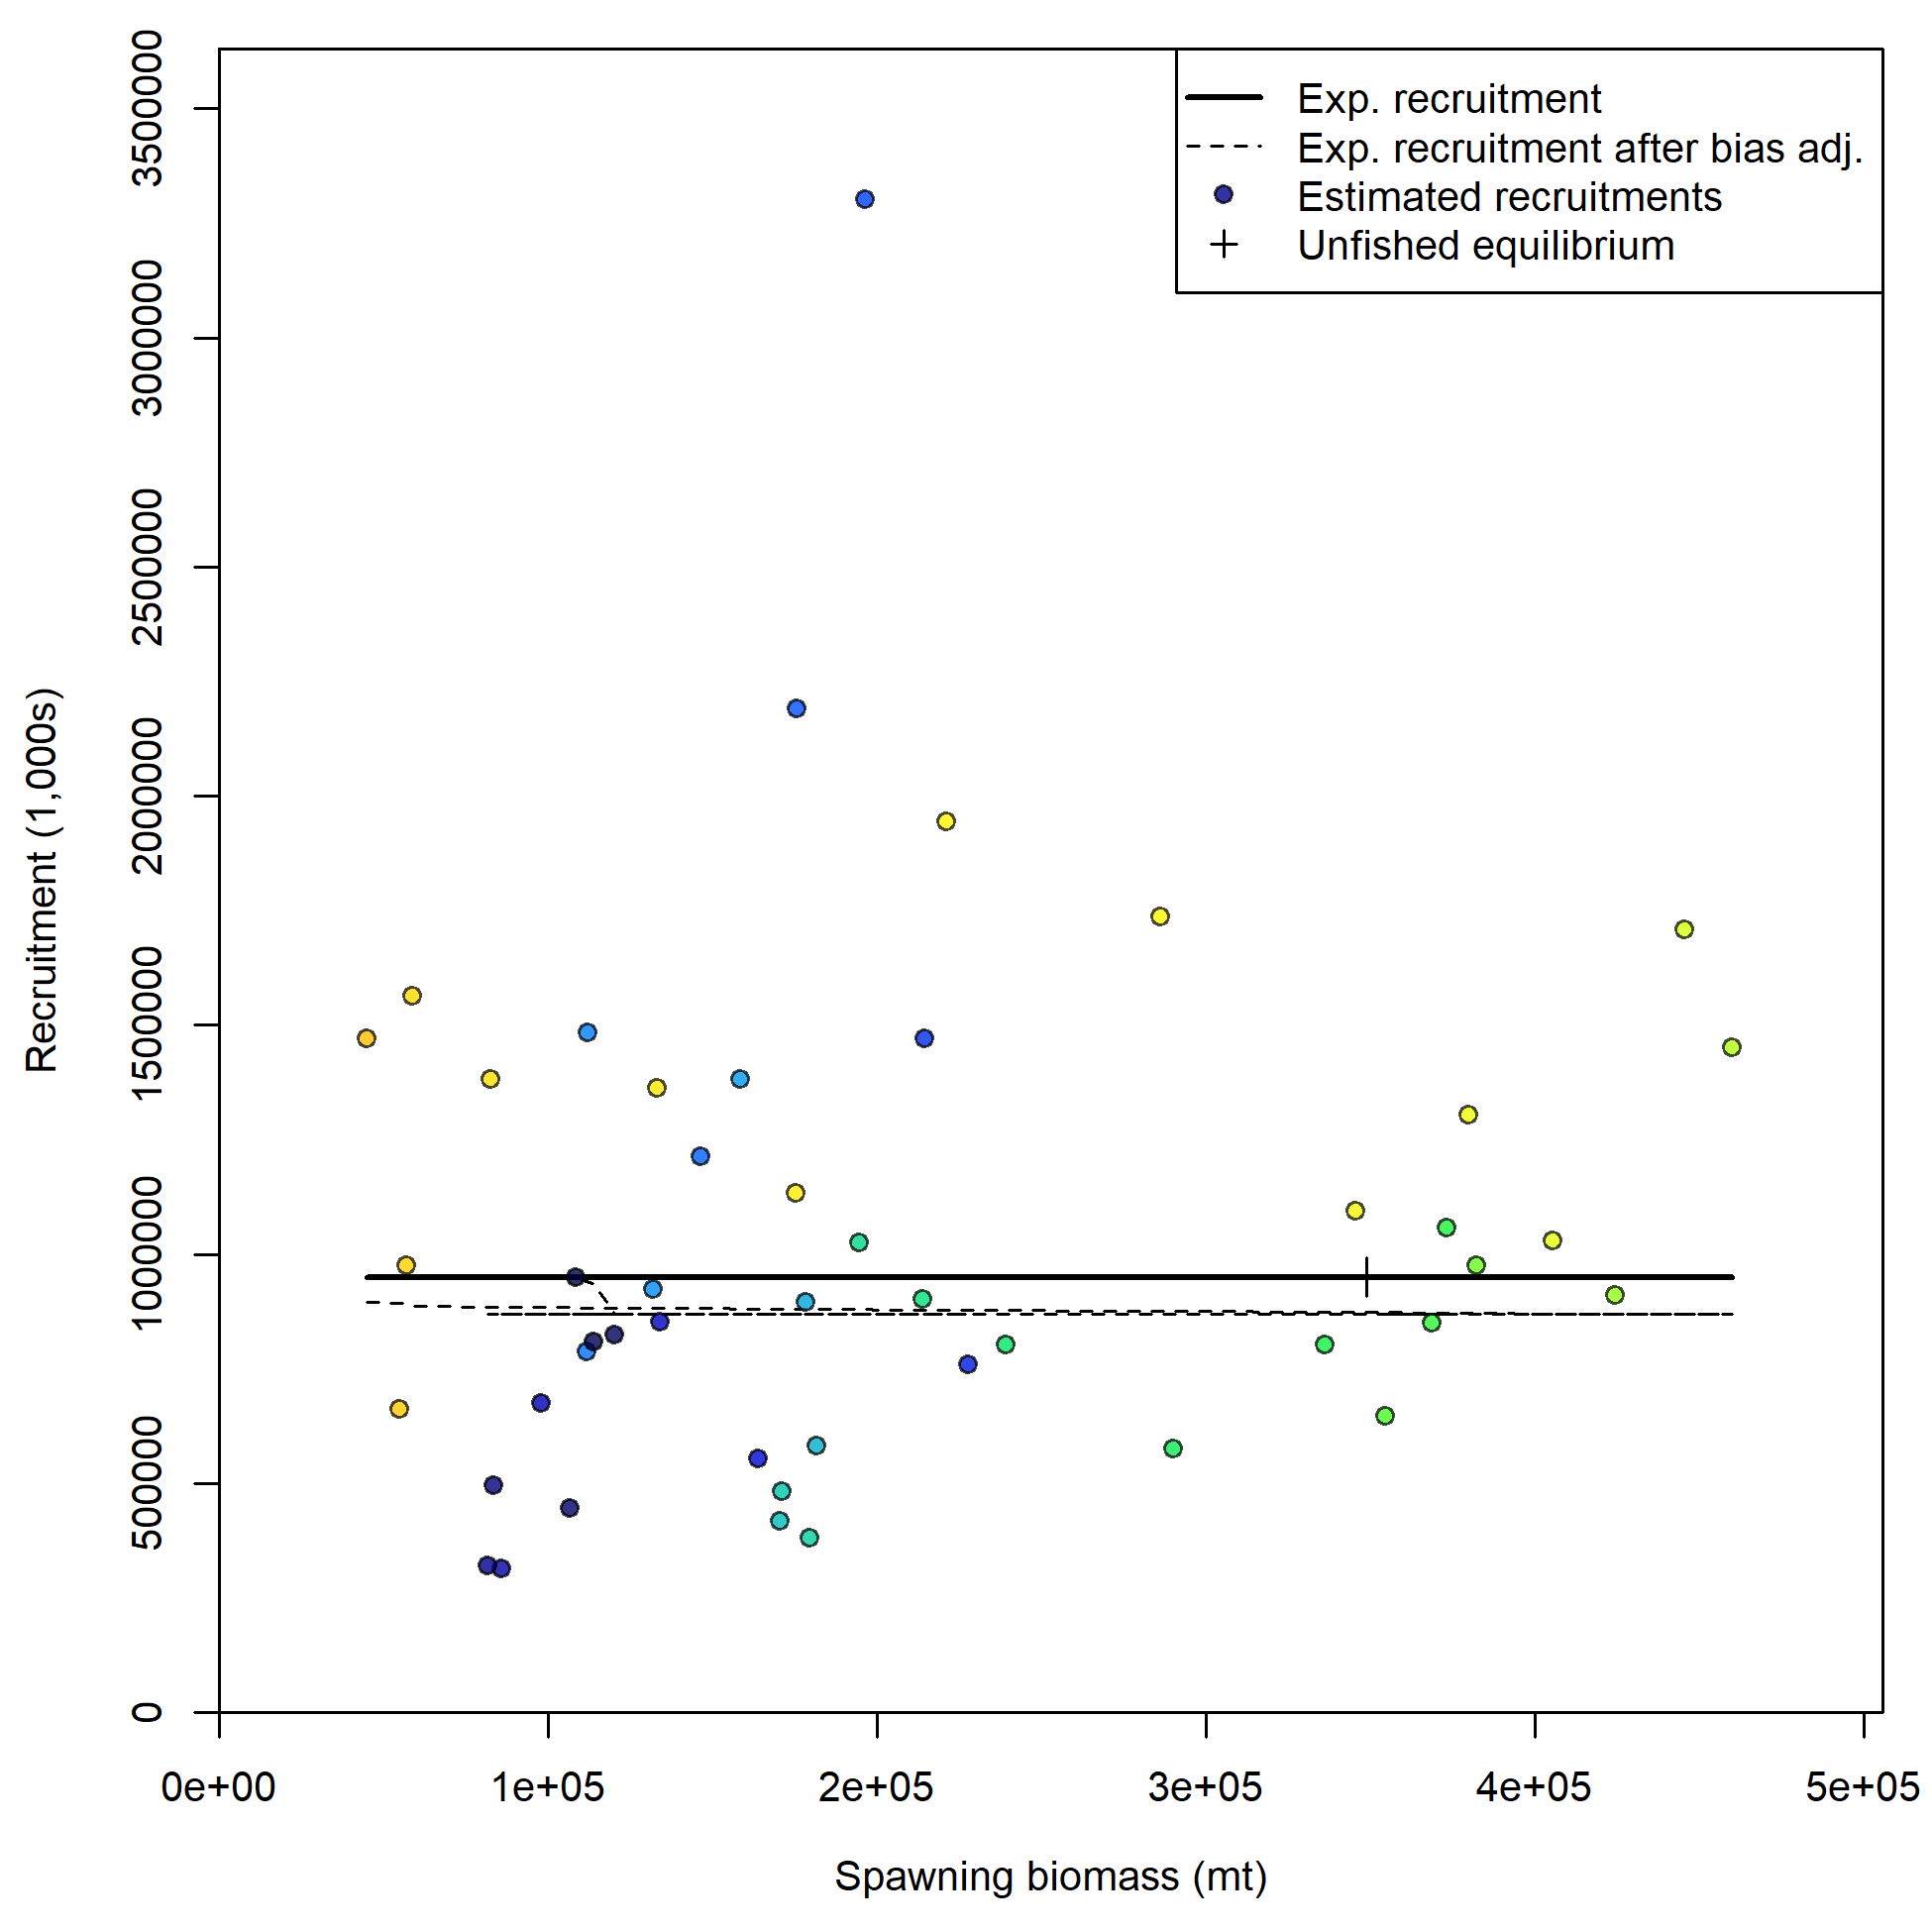 Exp. recruitment
Exp. recruitment after bias adj.
Estimated recruitments
Unfished equilibrium
Recruitment (1,000s)
3500000
3000000
2500000
2000000
1500000
1000000
500000
0
0e+00 1e+05 2e+05 3e+05 4e+05 5e+05
Spawning biomass (mt)